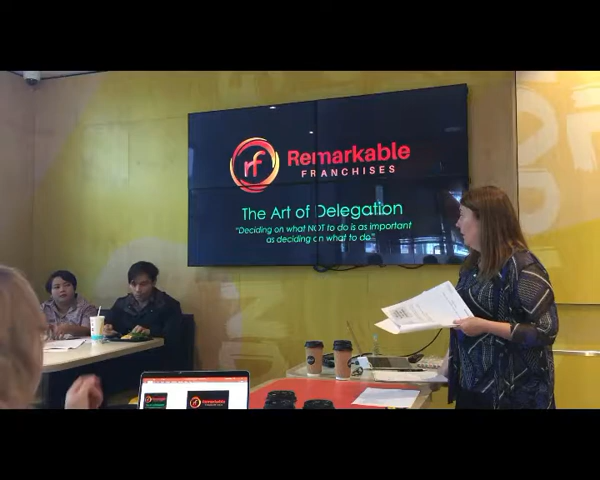 rf
Remarkable
FRANCHISES
The Art of Delegation
"Deciding on what NOT to do is as important
as deciding on what to do"
Remarkable